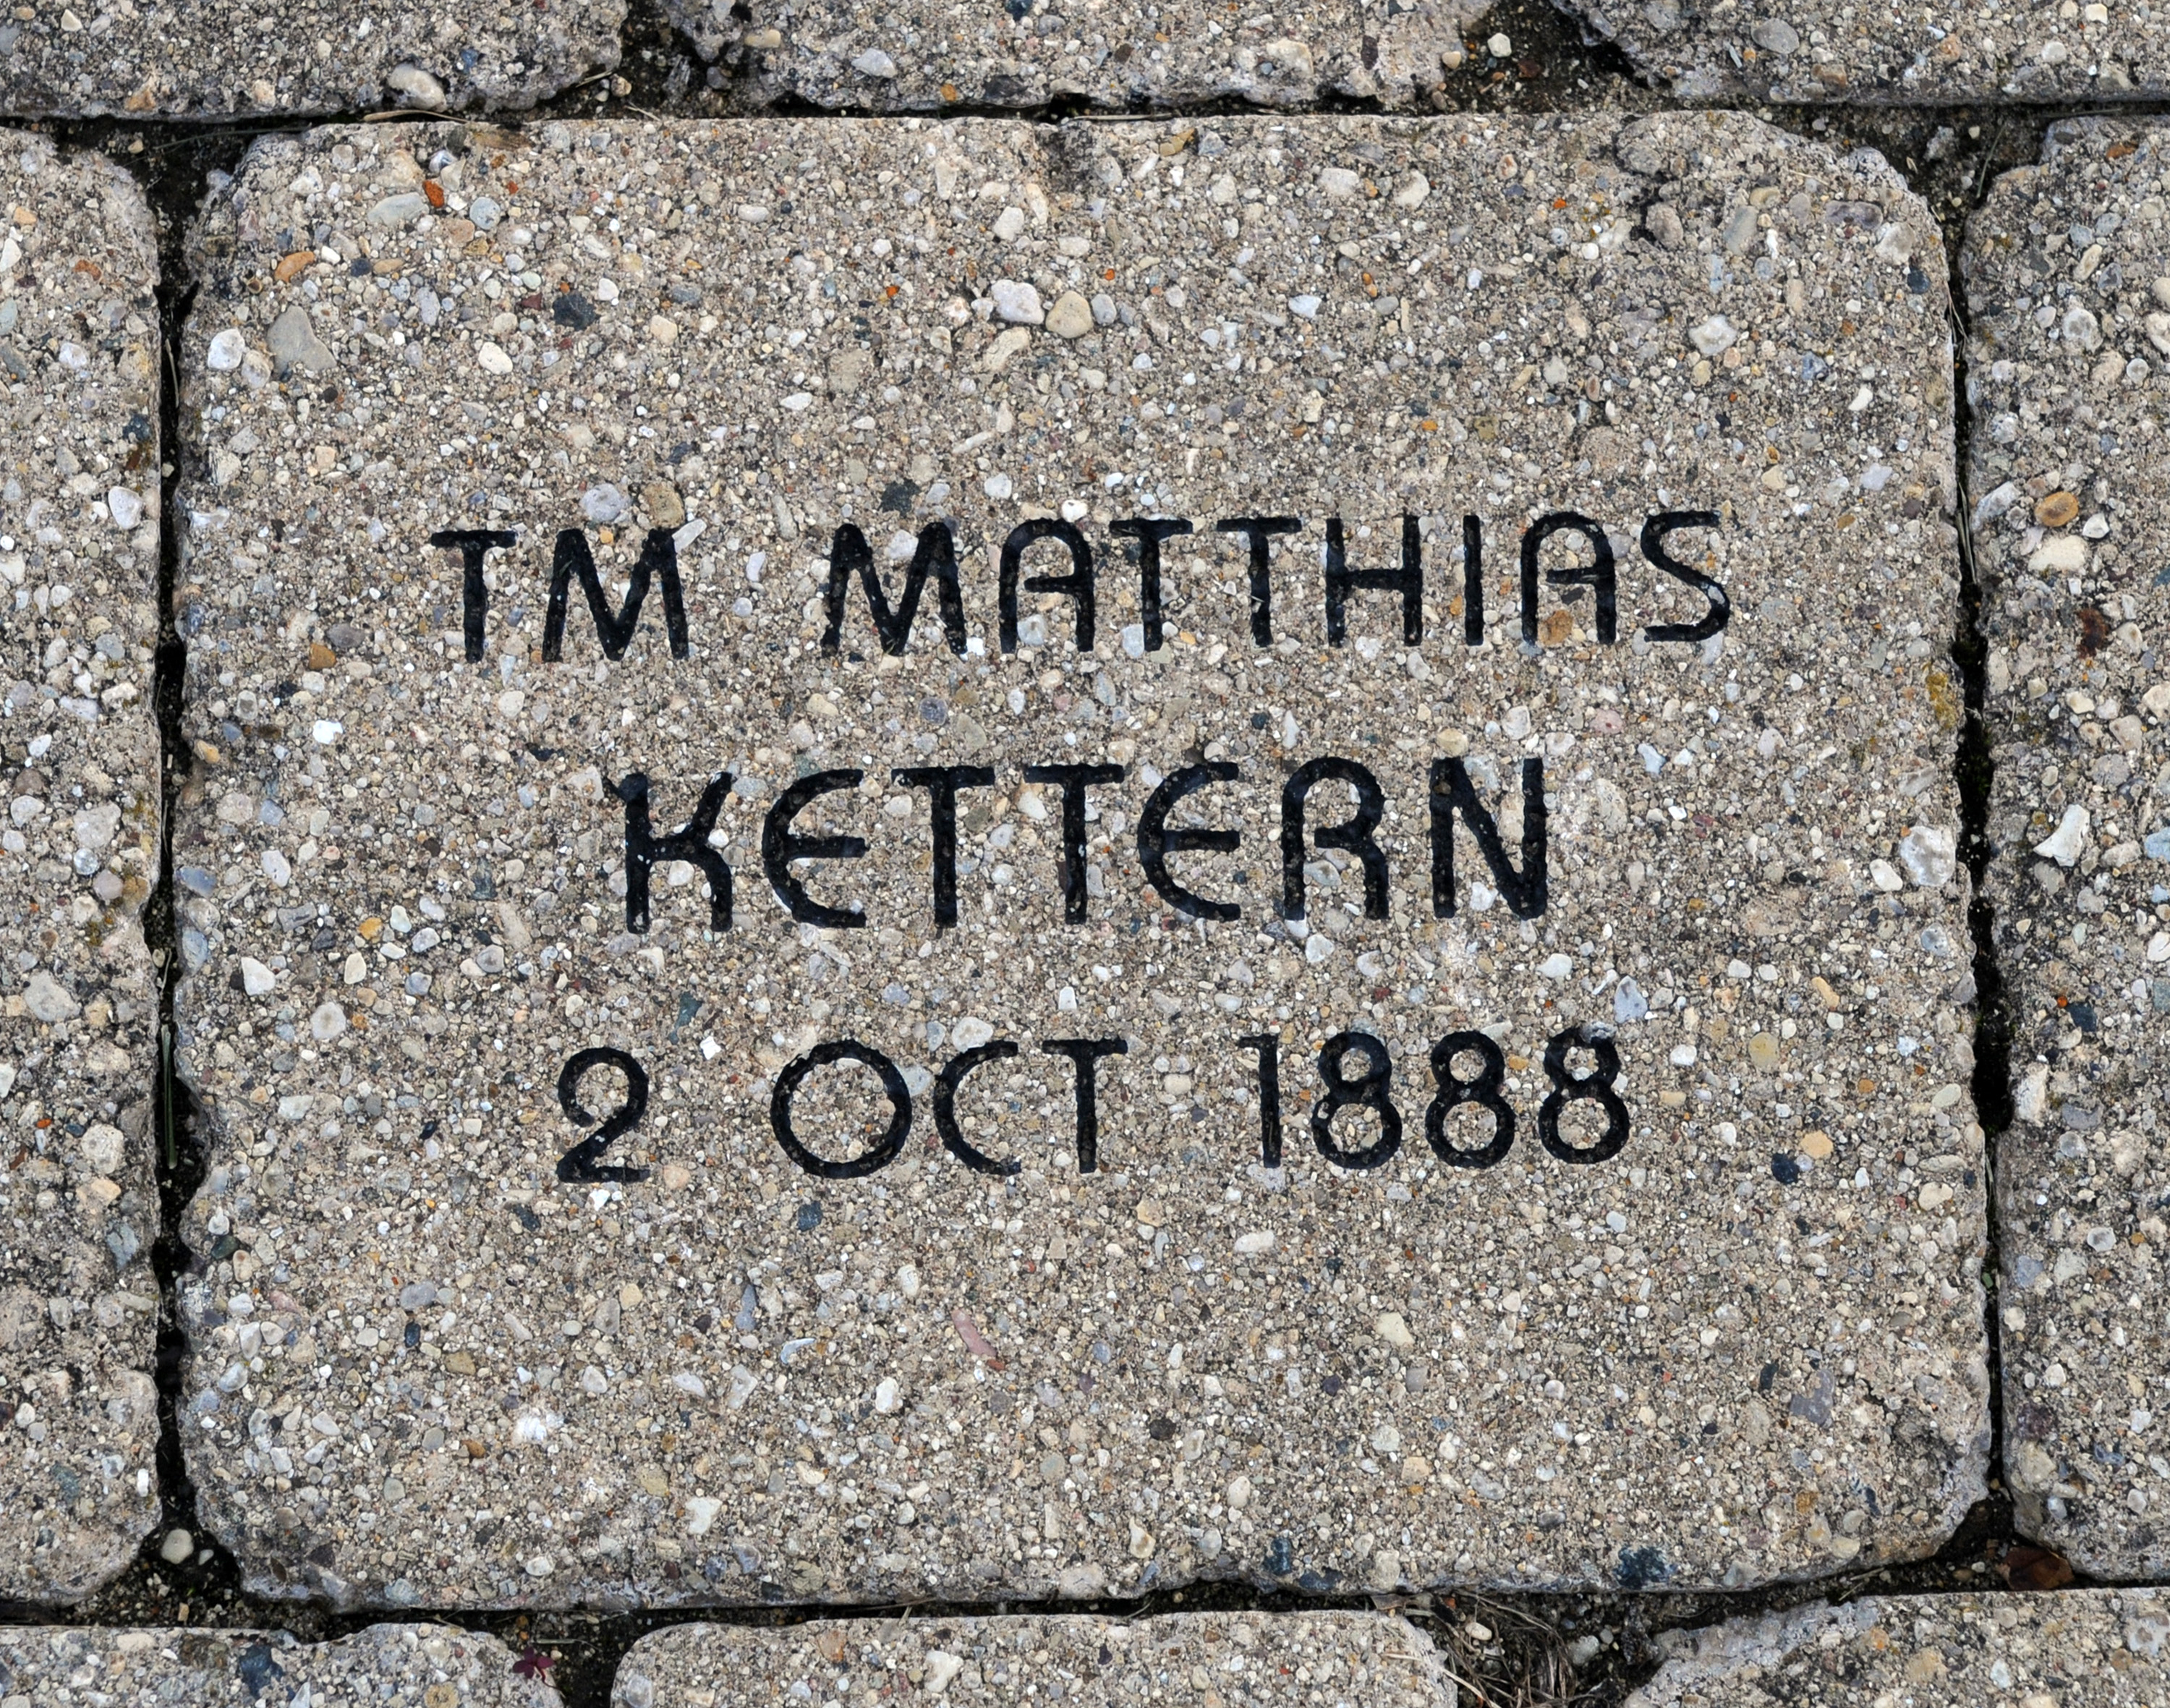 TM MATTHIAS
KETTERN
2 OCT 1888